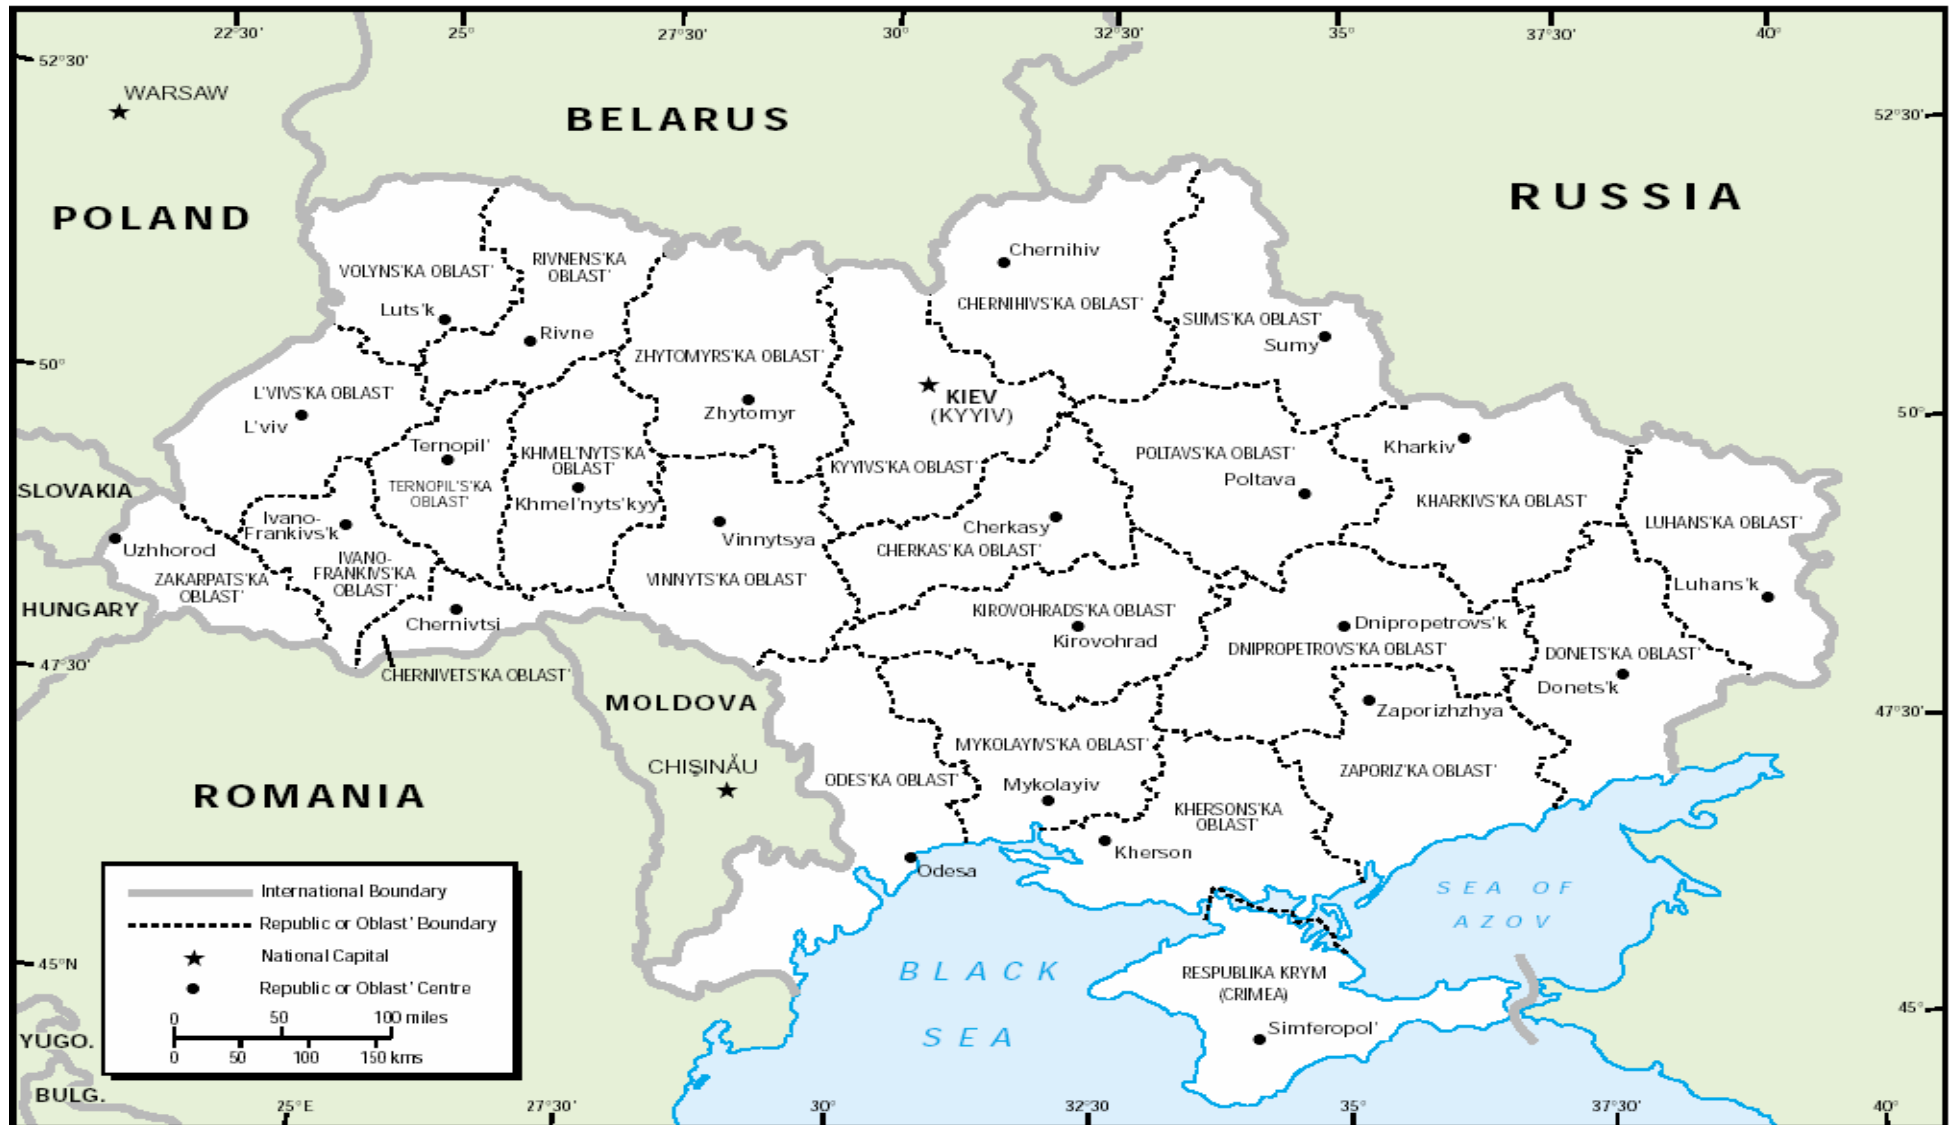 22°30'
25°
27°30'
30°
32°30'
35°
37°30'
40°
52°30'
WARSAW
BELARUS
52°30'
RUSSIA
POLAND
Chernihiv
RIVNENS'KA
OBLAST'
VOLYNS'KA OBLAST'
CHERNIHIVS'KA OBLAST'
Luts'k
SUMS'KA OBLAST'
Rivne
Sumy
ZHYTOMYRS'KA OBLAST'
50°
L'VIVS'KA OBLAST'
KIEV
(KYYIV)
Zhytomyr
50°
L'viv
Ternopil'
Kharkiv
KHMEL'NYTS'KA
OBLAST'
POLTAVS'KA OBLAST'
KYYIVS'KA OBLAST'
Poltava
SLOVAKIA
TERNOPIL'S'KA
OBLAST'
Khmel'nyts'kyy
KHARKIVS'KA OBLAST'
Ivano-
Frankivs'k
LUHANS'KA OBLAST'
Cherkasy
Vinnytsya
Uzhhorod
CHERKAS'KA OBLAST'
IVANO-
FRANKIVS'KA
OBLAST'
ZAKARPATS'KA
OBLAST'
VINNYTS'KA OBLAST'
Luhans'k
HUNGARY
KIROVOHRADS'KA OBLAST'
Chernivtsi
Dnipropetrovs'k
Kirovohrad
DNIPROPETROVS'KA OBLAST'
DONETS'KA OBLAST'
47°30'
CHERNIVETS'KA OBLAST'
Donets'k
MOLDOVA
Zaporizhzhya
47°30'
MYKOLAYIVS'KA OBLAST'
CHIŞINĂU
ZAPORIZ'KA OBLAST'
ODES'KA OBLAST'
Mykolayiv
ROMANIA
KHERSONS'KA
OBLAST'
Kherson
Odesa
SEA OF
AZOV
International Boundary
Republic or Oblast' Boundary
National Capital
Republic or Oblast' Centre
0 50 100 miles
0 50 100 150 kms
45°N
BLACK
SEA
RESPUBLIKA KRYM
(CRIMEA)
45°
Simferopol'
YUGO.
BULG.
25°E
27°30'
30°
32°30
35°
37°30'
40°